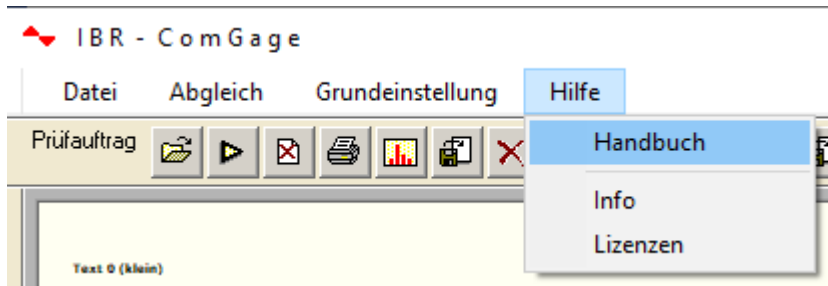 IBR - ComGage
Datei Abgleich Grundeinstellung Hilfe
Prüfauftrag
Handbuch
Info
Lizenzen
Text 0 (klein)